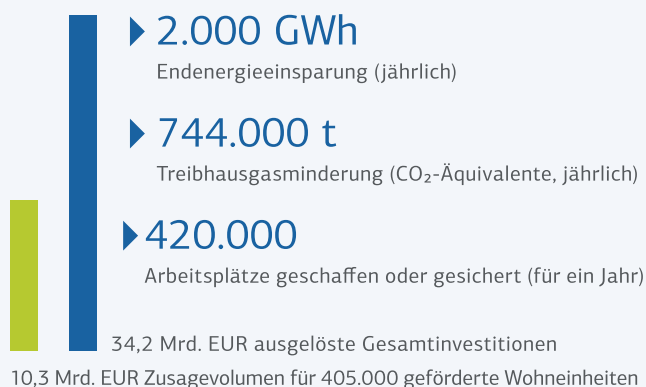 2.000 GWh
Endenergieeinsparung (jährlich)
744.000 t
Treibhausgasminderung (CO₂-Äquivalente, jährlich)
420.000
Arbeitsplätze geschaffen oder gesichert (für ein Jahr)
34,2 Mrd. EUR ausgelöste Gesamtinvestitionen
10,3 Mrd. EUR Zusagevolumen für 405.000 geförderte Wohneinheiten